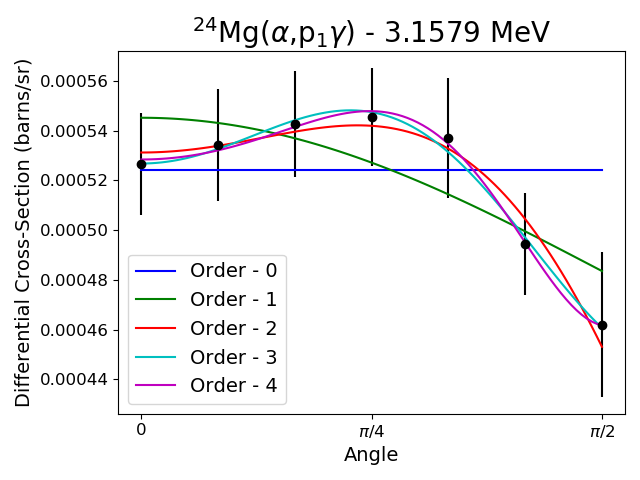 ²⁴Mg(α,p₁γ) - 3.1579 MeV
Differential Cross-Section (barns/sr)
0.00056
0.00054
0.00052
0.00050
0.00048
0.00046
0.00044
Order - 0
Order - 1
Order - 2
Order - 3
Order - 4
0 π/4 π/2
Angle